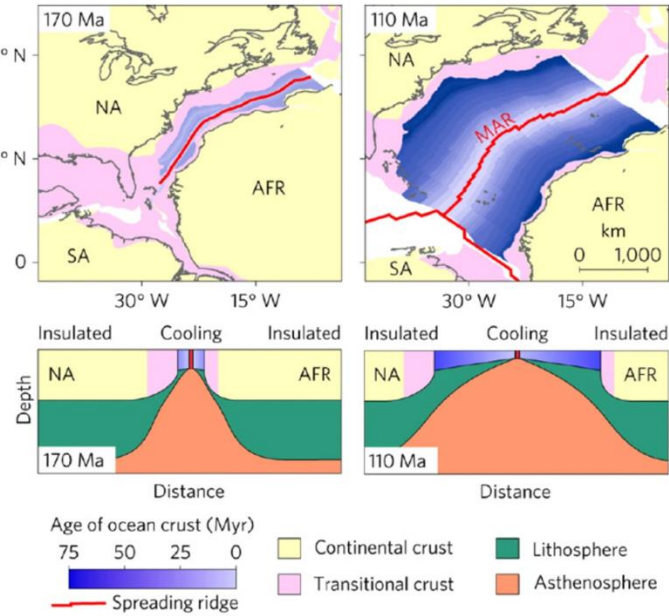 170 Ma
110 Ma
° N
NA
NA
MAR
° N
AFR
AFR
km
0 1,000
SA
SA
0
30° W 15° W
30° W 15° W
Insulated Cooling Insulated
Insulated Cooling Insulated
NA AFR
NA AFR
Depth
170 Ma
110 Ma
Distance
Distance
Age of ocean crust (Myr)
75 50 25 0
Spreading ridge
Continental crust
Lithosphere
Transitional crust
Asthenosphere